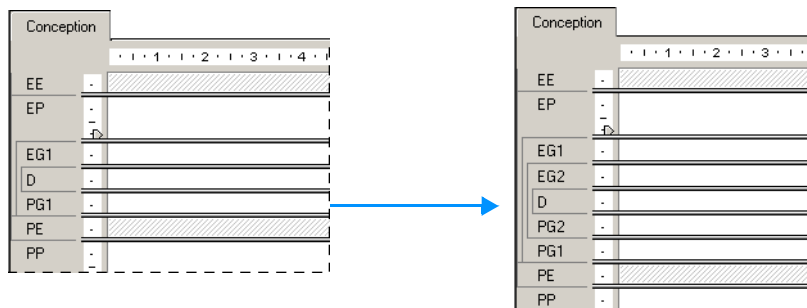 Conception
· ı · 1 · ı · 2 · ı · 3 · ı · 4 · ı
EE
EP
EG1
D
PG1
PE
PP
Conception
· ı · 1 · ı · 2 · ı · 3 · ı ·
EE
EP
EG1
EG2
D
PG2
PG1
PE
PP